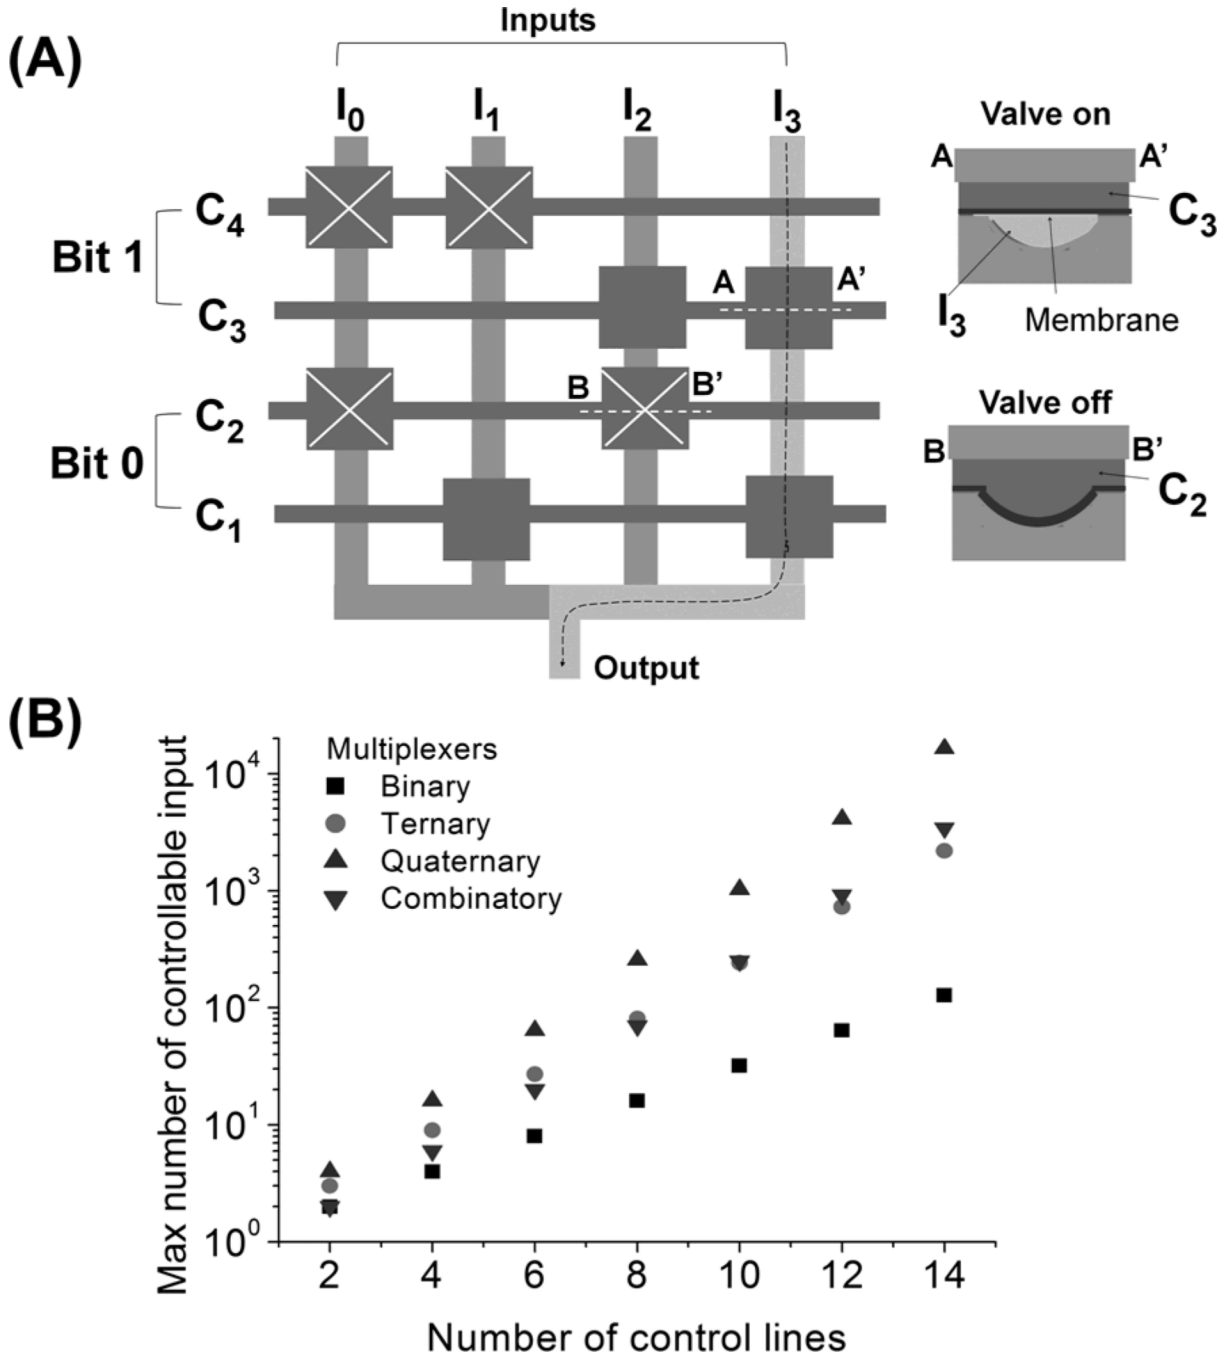 (A)
Inputs
I0 I1 I2 I3
Valve on
A A’
C3
I3
Membrane
Bit 1
C4
C3
A A’
Bit 0
C2
C1
B B’
Valve off
B B’
C2
Output
(B)
Max number of controllable input
10^4
10^3
10^2
10^1
10^0
Multiplexers
Binary
Ternary
Quaternary
Combinatory
2 4 6 8 10 12 14
Number of control lines